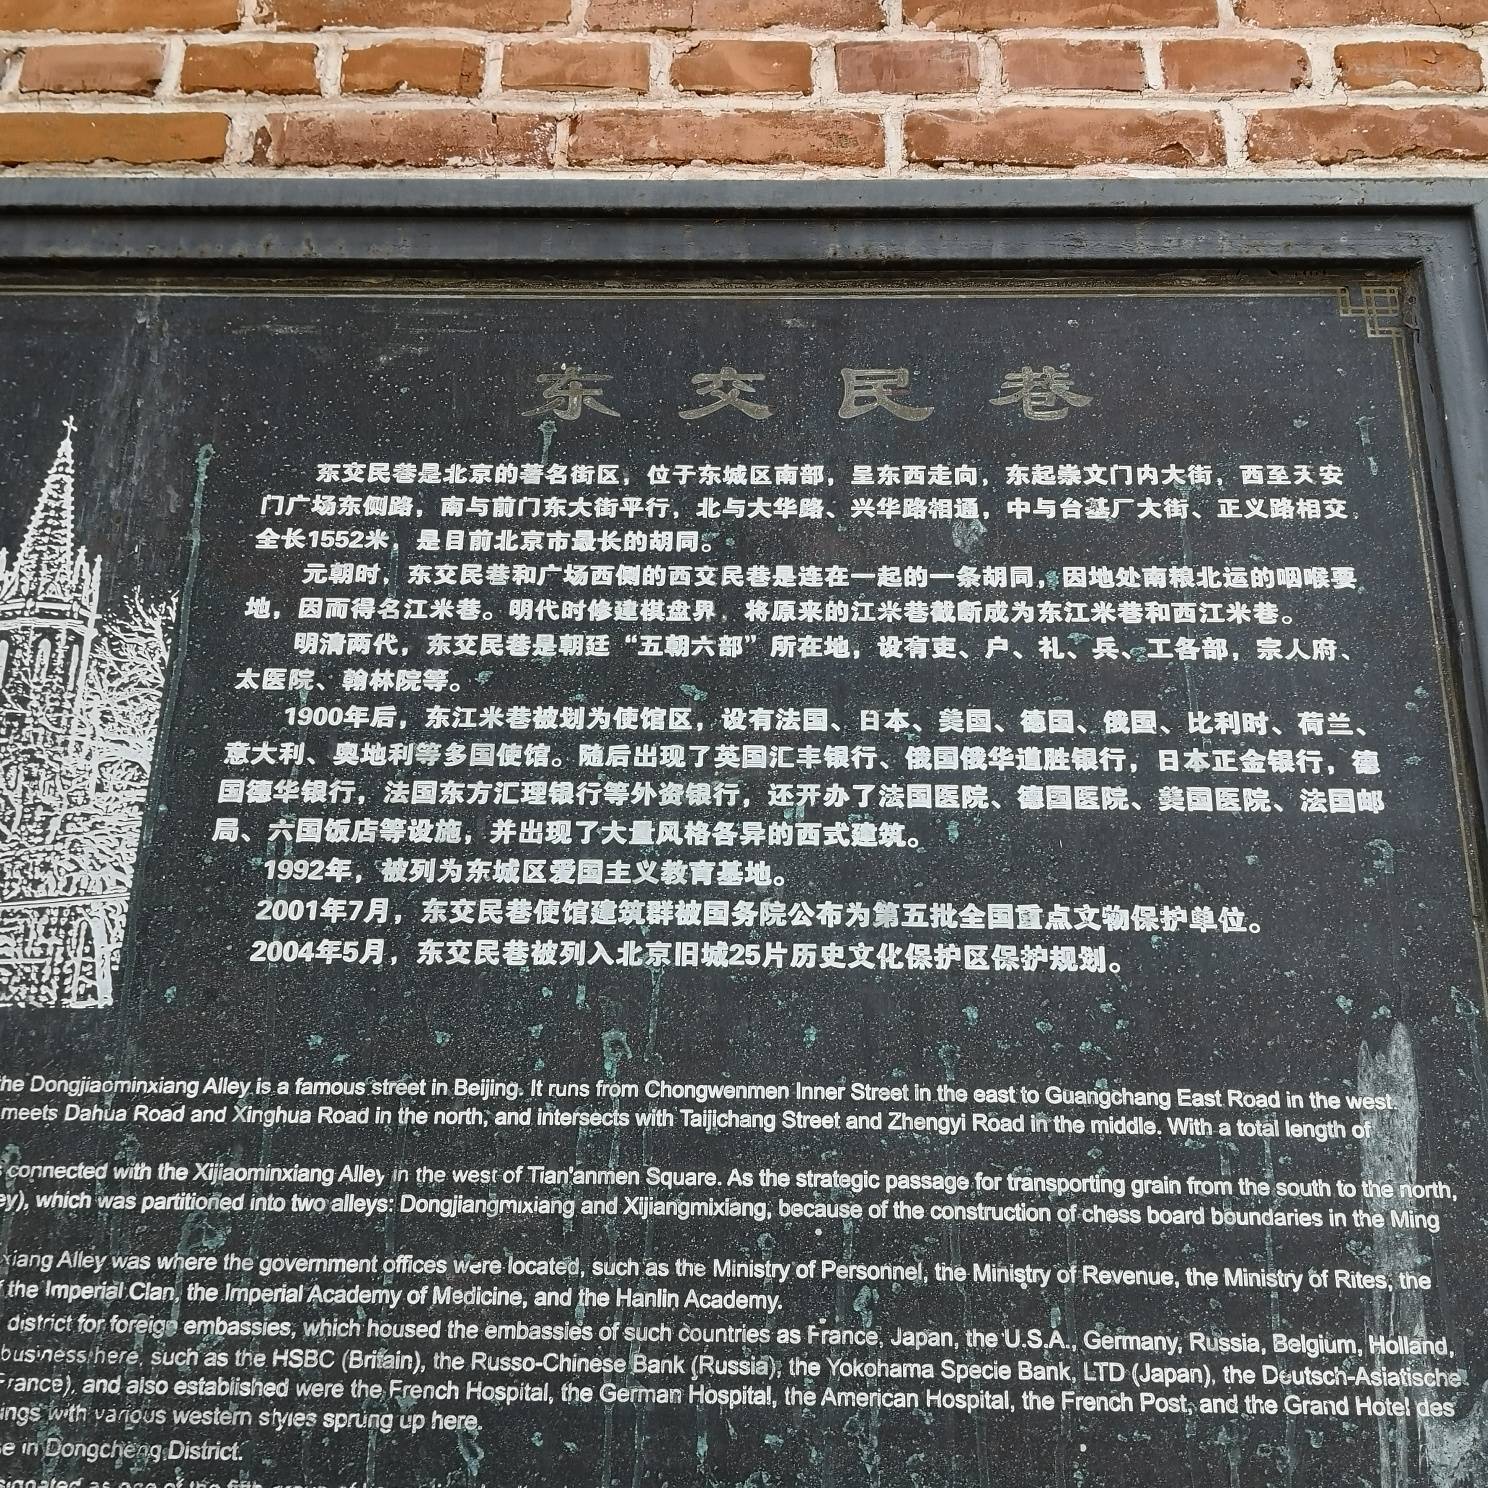 东交民巷
东交民巷是北京的著名街区，位于东城区南部，呈东西走向，东起崇文门内大街，西至天安
门广场东侧路，南与前门东大街平行，北与大华路、兴华路相通，中与台基厂大街、正义路相交。
全长1552米，是目前北京市最长的胡同。
元朝时，东交民巷和广场西侧的西交民巷是连在一起的一条胡同，因地处南粮北运的咽喉要
地，因而得名江米巷。明代时修建棋盘界，将原来的江米巷截断成为东江米巷和西江米巷。
明清两代，东交民巷是朝廷“五朝六部”所在地，设有吏、户、礼、兵、工各部，宗人府、
太医院、翰林院等。
1900年后，东江米巷被划为使馆区，设有法国、日本、美国、德国、俄国、比利时、荷兰、
意大利、奥地利等多国使馆。随后出现了英国汇丰银行、俄国俄华道胜银行，日本正金银行，德
国德华银行，法国东方汇理银行等外资银行，还开办了法国医院、德国医院、美国医院、法国邮
局、六国饭店等设施，并出现了大量风格各异的西式建筑。
1992年，被列为东城区爱国主义教育基地。
2001年7月，东交民巷使馆建筑群被国务院公布为第五批全国重点文物保护单位。
2004年5月，东交民巷被列入北京旧城25片历史文化保护区保护规划。
the Dongjiaominxiang Alley is a famous street in Beijing. It runs from Chongwenmen Inner Street in the east to Guangchang East Road in the west.
meets Dahua Road and Xinghua Road in the north, and intersects with Taijichang Street and Zhengyi Road in the middle. With a total length of
connected with the Xijiaominxiang Alley in the west of Tian'anmen Square. As the strategic passage for transporting grain from the south to the north,
ey), which was partitioned into two alleys: Dongjiangmixiang and Xijiangmixiang, because of the construction of chess board boundaries in the Ming
xiang Alley was where the government offices were located, such as the Ministry of Personnel, the Ministry of Revenue, the Ministry of Rites, the
the Imperial Clan, the Imperial Academy of Medicine, and the Hanlin Academy.
district for foreign embassies, which housed the embassies of such countries as France, Japan, the U.S.A., Germany, Russia, Belgium, Holland,
business here, such as the HSBC (Britain), the Russo-Chinese Bank (Russia), the Yokohama Specie Bank, LTD (Japan), the Deutsch-Asiatische
France), and also established were the French Hospital, the German Hospital, the American Hospital, the French Post, and the Grand Hotel des
ings with various western styles sprung up here.
se in Dongcheng District.